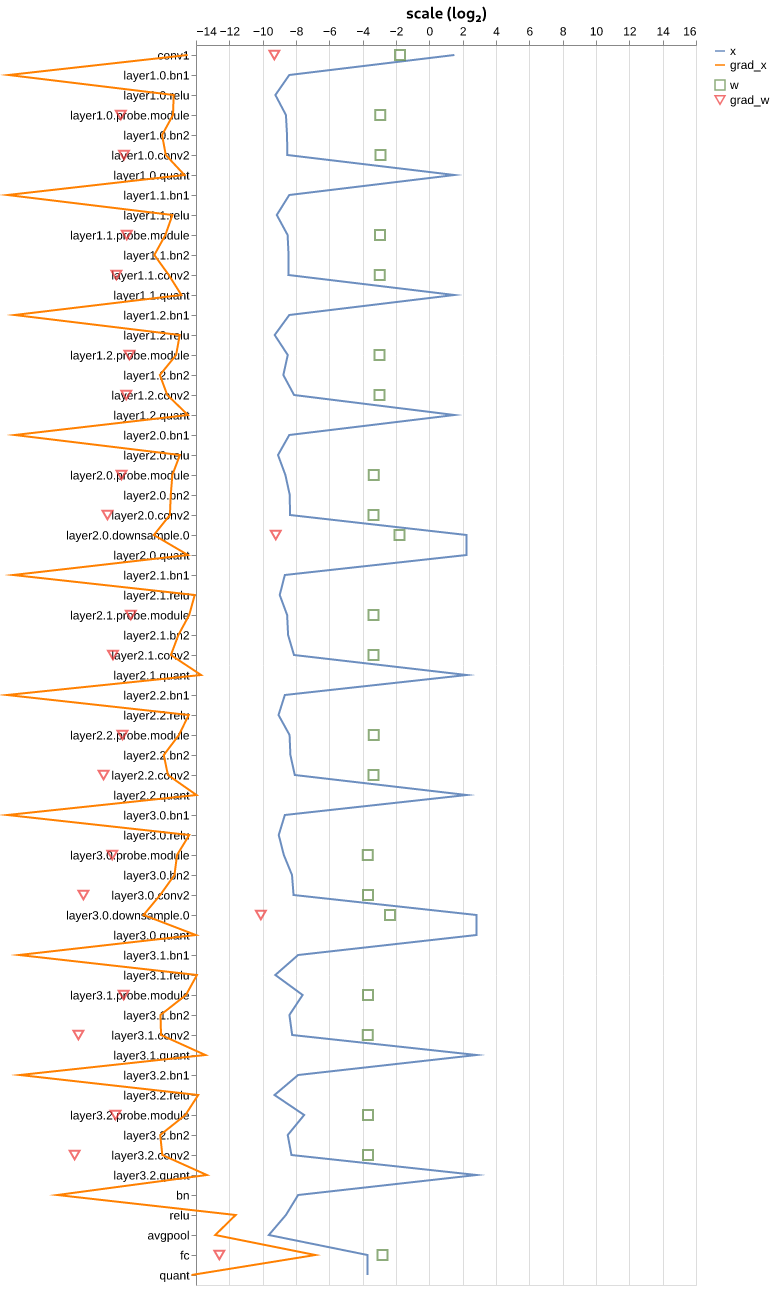 scale (log₂)
−14 −12 −10 −8 −6 −4 −2 0 2 4 6 8 10 12 14 16
x
grad_x
w
grad_w
conv1
layer1.0.bn1
layer1.0.relu
layer1.0.probe.module
layer1.0.bn2
layer1.0.conv2
layer1.0.quant
layer1.1.bn1
layer1.1.relu
layer1.1.probe.module
layer1.1.bn2
layer1.1.conv2
layer1.1.quant
layer1.2.bn1
layer1.2.relu
layer1.2.probe.module
layer1.2.bn2
layer1.2.conv2
layer1.2.quant
layer2.0.bn1
layer2.0.relu
layer2.0.probe.module
layer2.0.bn2
layer2.0.conv2
layer2.0.downsample.0
layer2.0.quant
layer2.1.bn1
layer2.1.relu
layer2.1.probe.module
layer2.1.bn2
layer2.1.conv2
layer2.1.quant
layer2.2.bn1
layer2.2.relu
layer2.2.probe.module
layer2.2.bn2
layer2.2.conv2
layer2.2.quant
layer3.0.bn1
layer3.0.relu
layer3.0.probe.module
layer3.0.bn2
layer3.0.conv2
layer3.0.downsample.0
layer3.0.quant
layer3.1.bn1
layer3.1.relu
layer3.1.probe.module
layer3.1.bn2
layer3.1.conv2
layer3.1.quant
layer3.2.bn1
layer3.2.relu
layer3.2.probe.module
layer3.2.bn2
layer3.2.conv2
layer3.2.quant
bn
relu
avgpool
fc
quant